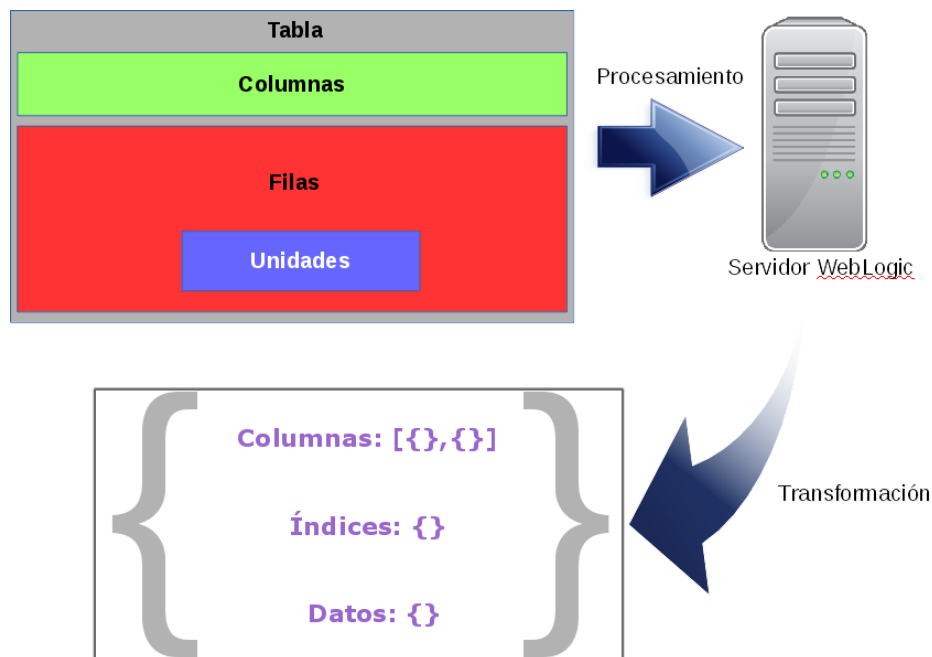 Tabla
Columnas
Procesamiento
Filas
Unidades
Servidor WebLogic
{
Columnas: [{},{}]
Índices: {}
Datos: {}
}
Transformación